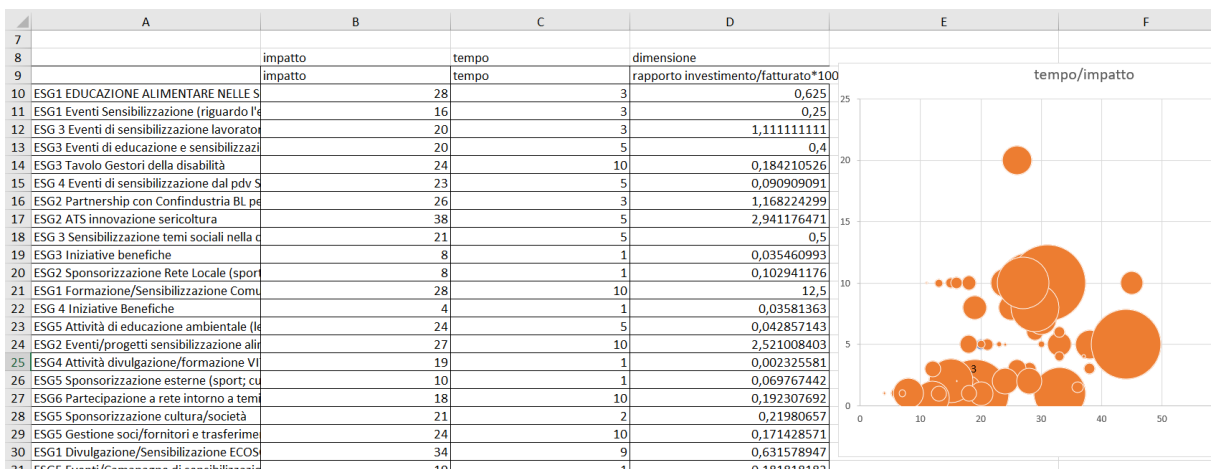 A B C D E F
7
8 impatto tempo dimensione
9 impatto tempo rapporto investimento/fatturato*100
10 ESG1 EDUCAZIONE ALIMENTARE NELLE S 28 3 0,625
11 ESG1 Eventi Sensibilizzazione (riguardo l'e 16 3 0,25
12 ESG 3 Eventi di sensibilizzazione lavorator 20 3 1,111111111
13 ESG3 Eventi di educazione e sensibilizzazi 20 5 0,4
14 ESG3 Tavolo Gestori della disabilità 24 10 0,184210526
15 ESG 4 Eventi di sensibilizzazione dal pdv S 23 5 0,090909091
16 ESG2 Partnership con Confindustria BL pe 26 3 1,168224299
17 ESG2 ATS innovazione sericoltura 38 5 2,941176471
18 ESG 3 Sensibilizzazione temi sociali nella c 21 5 0,5
19 ESG3 Iniziative benefiche 8 1 0,035460993
20 ESG2 Sponsorizzazione Rete Locale (sport 8 1 0,102941176
21 ESG1 Formazione/Sensibilizzazione Comu 28 10 12,5
22 ESG 4 Iniziative Benefiche 4 1 0,03581363
23 ESG5 Attività di educazione ambientale (le 24 5 0,042857143
24 ESG2 Eventi/progetti sensibilizzazione alin 27 10 2,521008403
25 ESG4 Attività divulgazione/formazione VI 19 1 0,002325581
26 ESG5 Sponsorizzazione esterne (sport; cu 10 1 0,069767442
27 ESG6 Partecipazione a rete intorno a temi 18 10 0,192307692
28 ESG5 Sponsorizzazione cultura/società 21 2 0,21980657
29 ESG5 Gestione soci/fornitori e trasferime 24 10 0,171428571
30 ESG1 Divulgazione/Sensibilizzazione ECOS 34 9 0,631578947
31 ESG5 Eventi/Campagne di sensibilizzazi 19 1 0,181818182
tempo/impatto
25
20
15
10
5
3
0
0 10 20 30 40 50